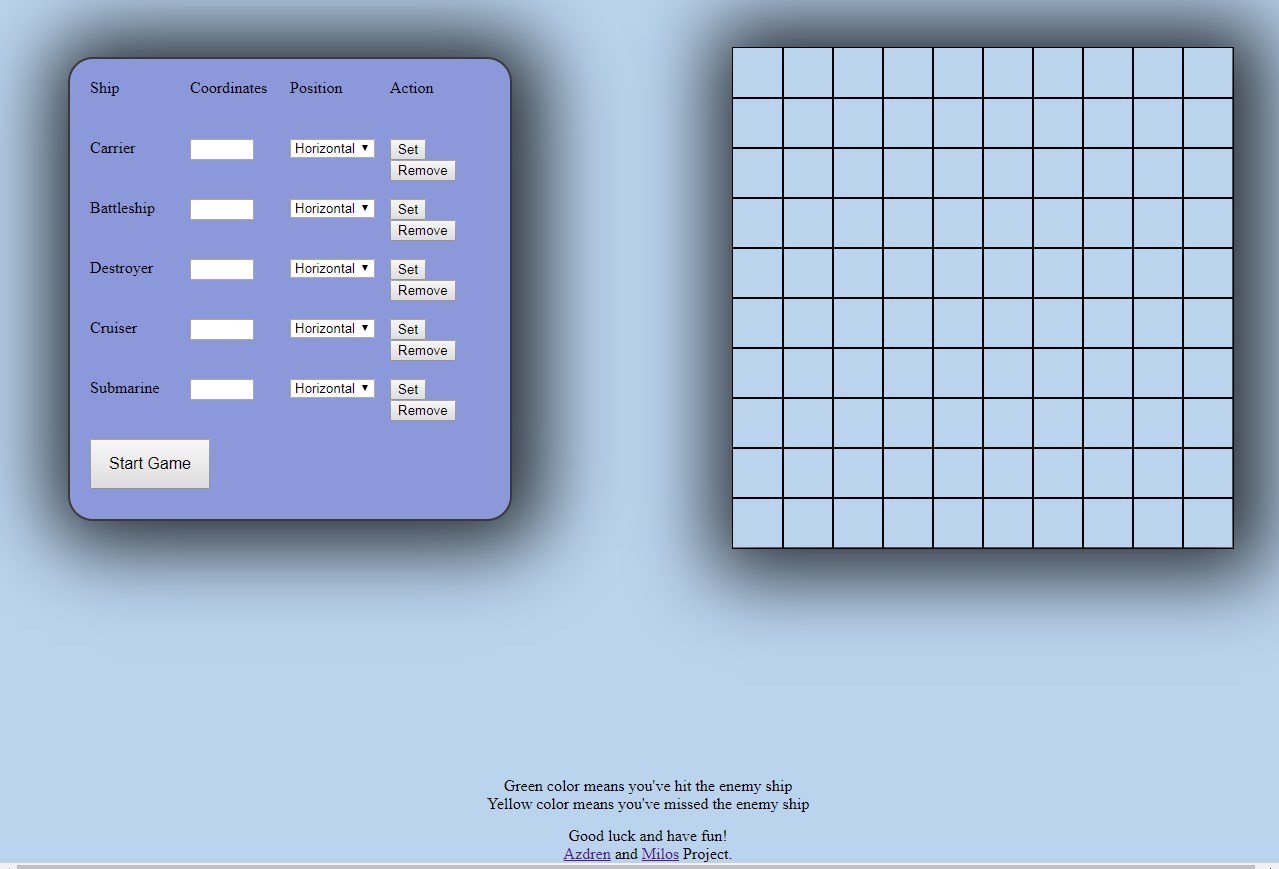 Ship Coordinates Position Action
Carrier Horizontal Set
Remove
Battleship Horizontal Set
Remove
Destroyer Horizontal Set
Remove
Cruiser Horizontal Set
Remove
Submarine Horizontal Set
Remove
Start Game
Green color means you've hit the enemy ship
Yellow color means you've missed the enemy ship
Good luck and have fun!
Azdren and Milos Project.